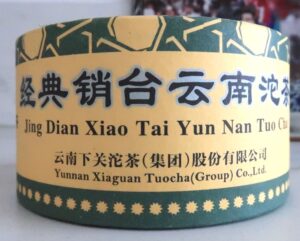 经典销台云南沱茶
Jing Dian Xiao Tai Yun Nan Tuo Cha
云南下关沱茶(集团)股份有限公司
Yunnan Xiaguan Tuocha(Group) Co.,Ltd.